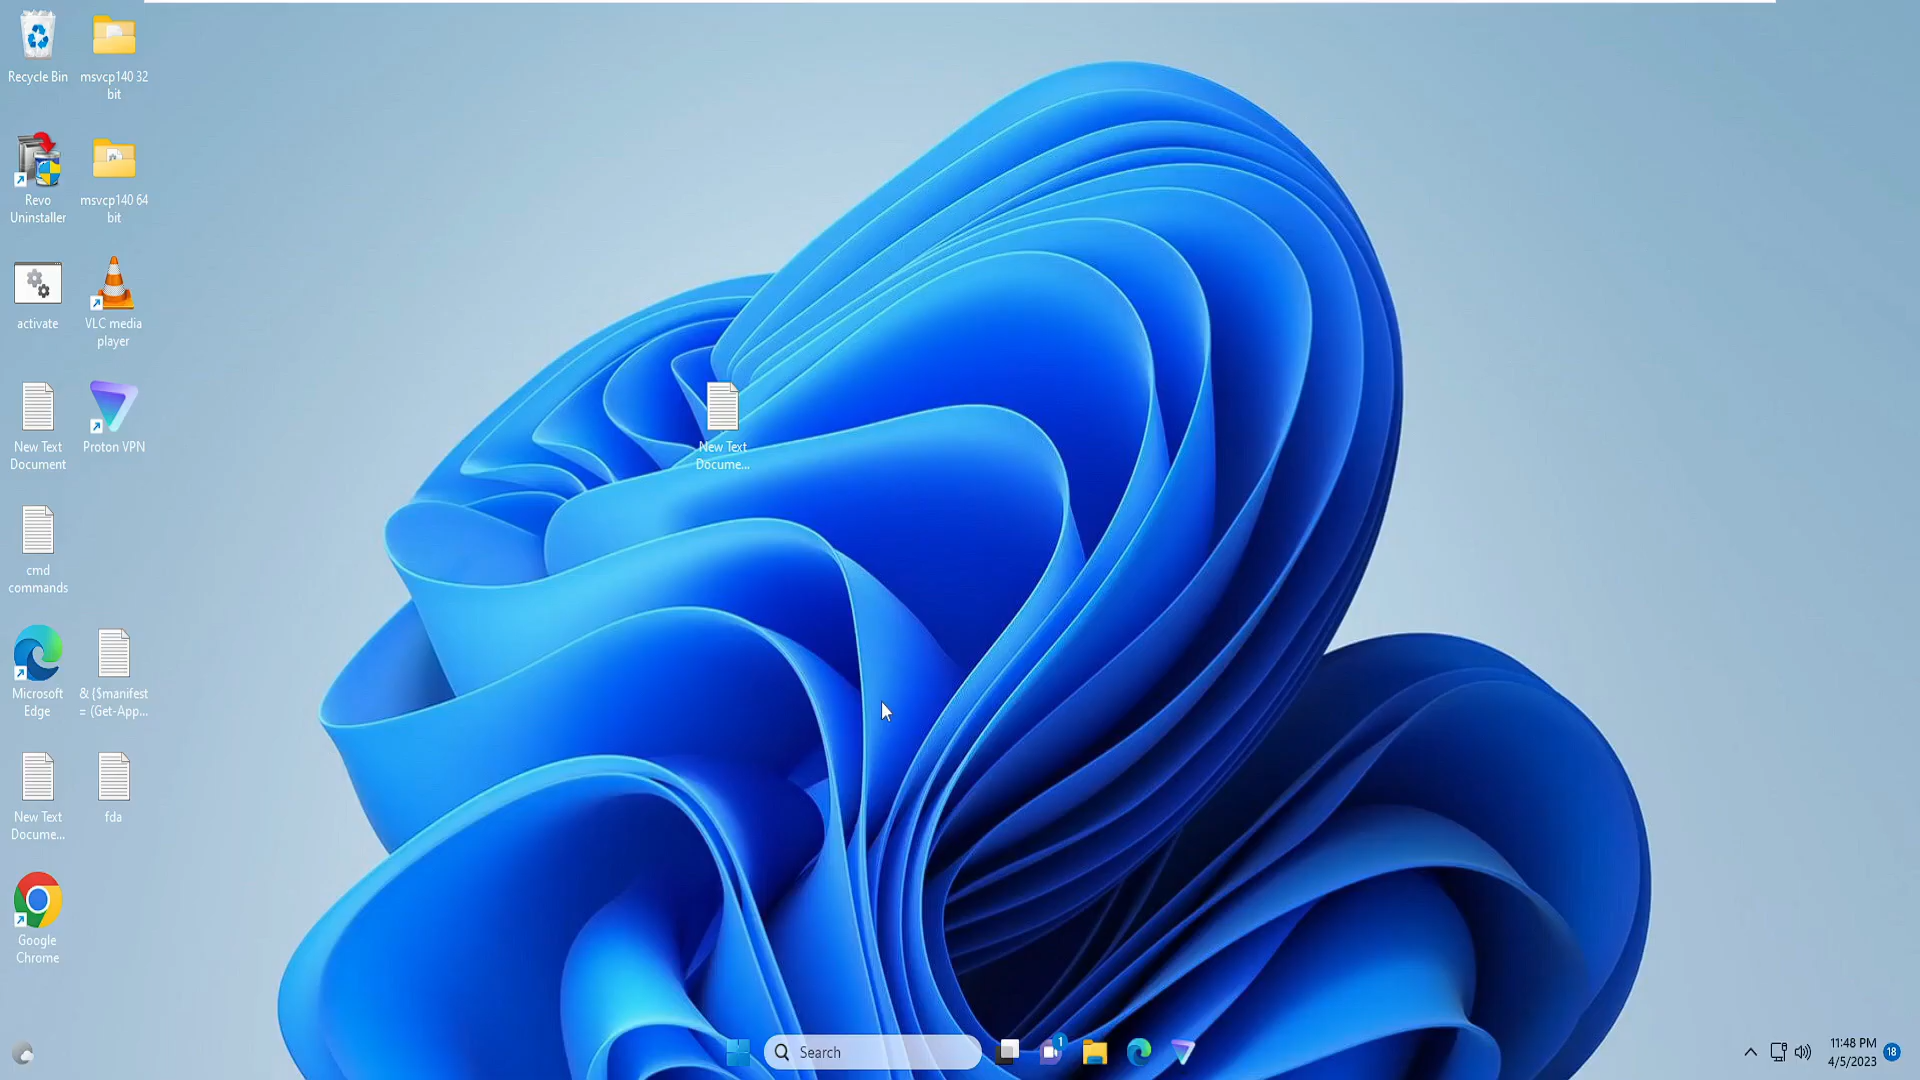 Recycle Bin
msvcp140 32
bit
Revo
Uninstaller
msvcp140 64
bit
activate
VLC media
player
New Text
Document
Proton VPN
New Text
Docume...
cmd
commands
Microsoft
Edge
& {$manifest
= (Get-App...
New Text
Docume...
fda
Google
Chrome
Search
1
11:48 PM
4/5/2023
18